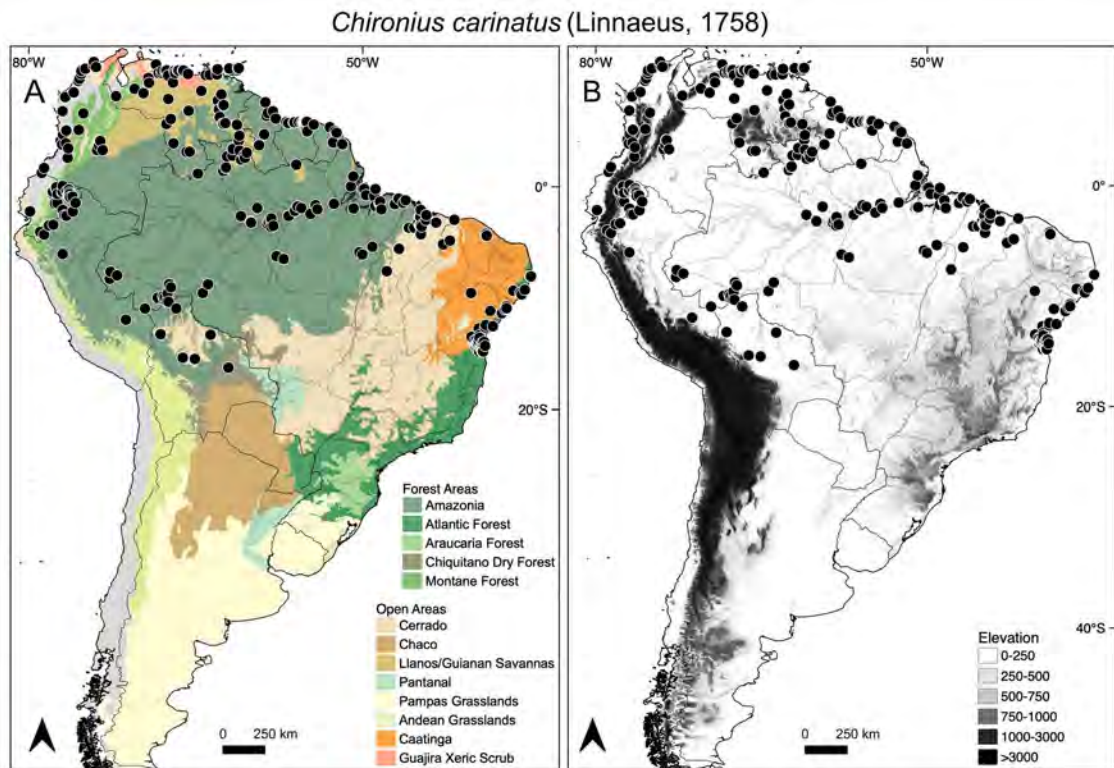 Chironius carinatus (Linnaeus, 1758)
A
80°W
50°W
0°
20°S
Forest Areas
Amazonia
Atlantic Forest
Araucaria Forest
Chiquitano Dry Forest
Montane Forest
Open Areas
Cerrado
Chaco
Llanos/Guianan Savannas
Pantanal
Pampas Grasslands
Andean Grasslands
Caatinga
Guajira Xeric Scrub
0 250 km
B
80°W
50°W
0°
20°S
40°S
Elevation
0-250
250-500
500-750
750-1000
1000-3000
>3000
0 250 km